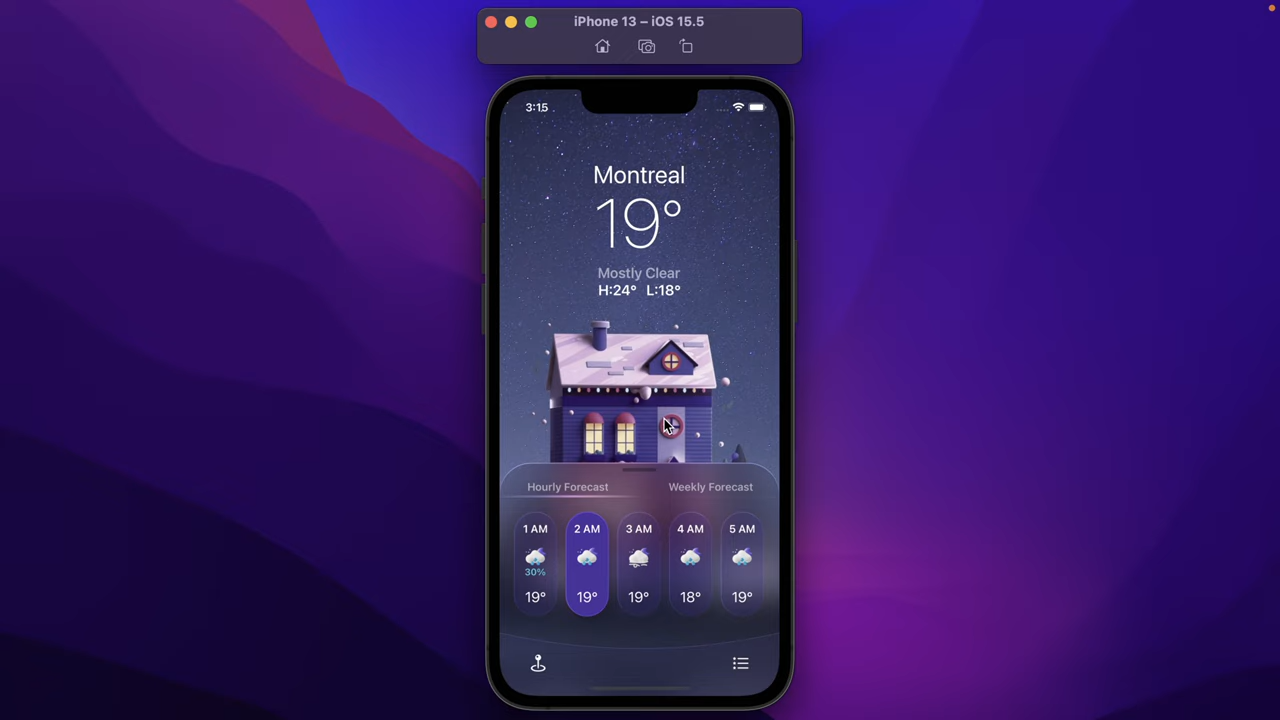 iPhone 13 – iOS 15.5
3:15
Montreal
19°
Mostly Clear
H:24° L:18°
Hourly Forecast Weekly Forecast
1 AM 2 AM 3 AM 4 AM 5 AM
30%
19° 19° 19° 18° 19°